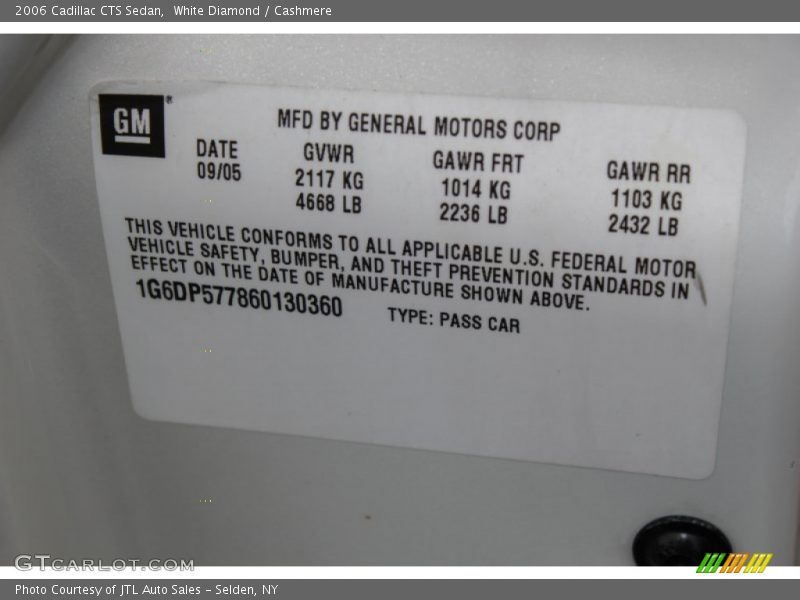 2006 Cadillac CTS Sedan, White Diamond / Cashmere
GM®
MFD BY GENERAL MOTORS CORP
DATE GVWR GAWR FRT GAWR RR
09/05 2117 KG 1014 KG 1103 KG
4668 LB 2236 LB 2432 LB
THIS VEHICLE CONFORMS TO ALL APPLICABLE U.S. FEDERAL MOTOR
VEHICLE SAFETY, BUMPER, AND THEFT PREVENTION STANDARDS IN
EFFECT ON THE DATE OF MANUFACTURE SHOWN ABOVE.
1G6DP577860130360 TYPE: PASS CAR
GTCARLOT.COM
Photo Courtesy of JTL Auto Sales - Selden, NY